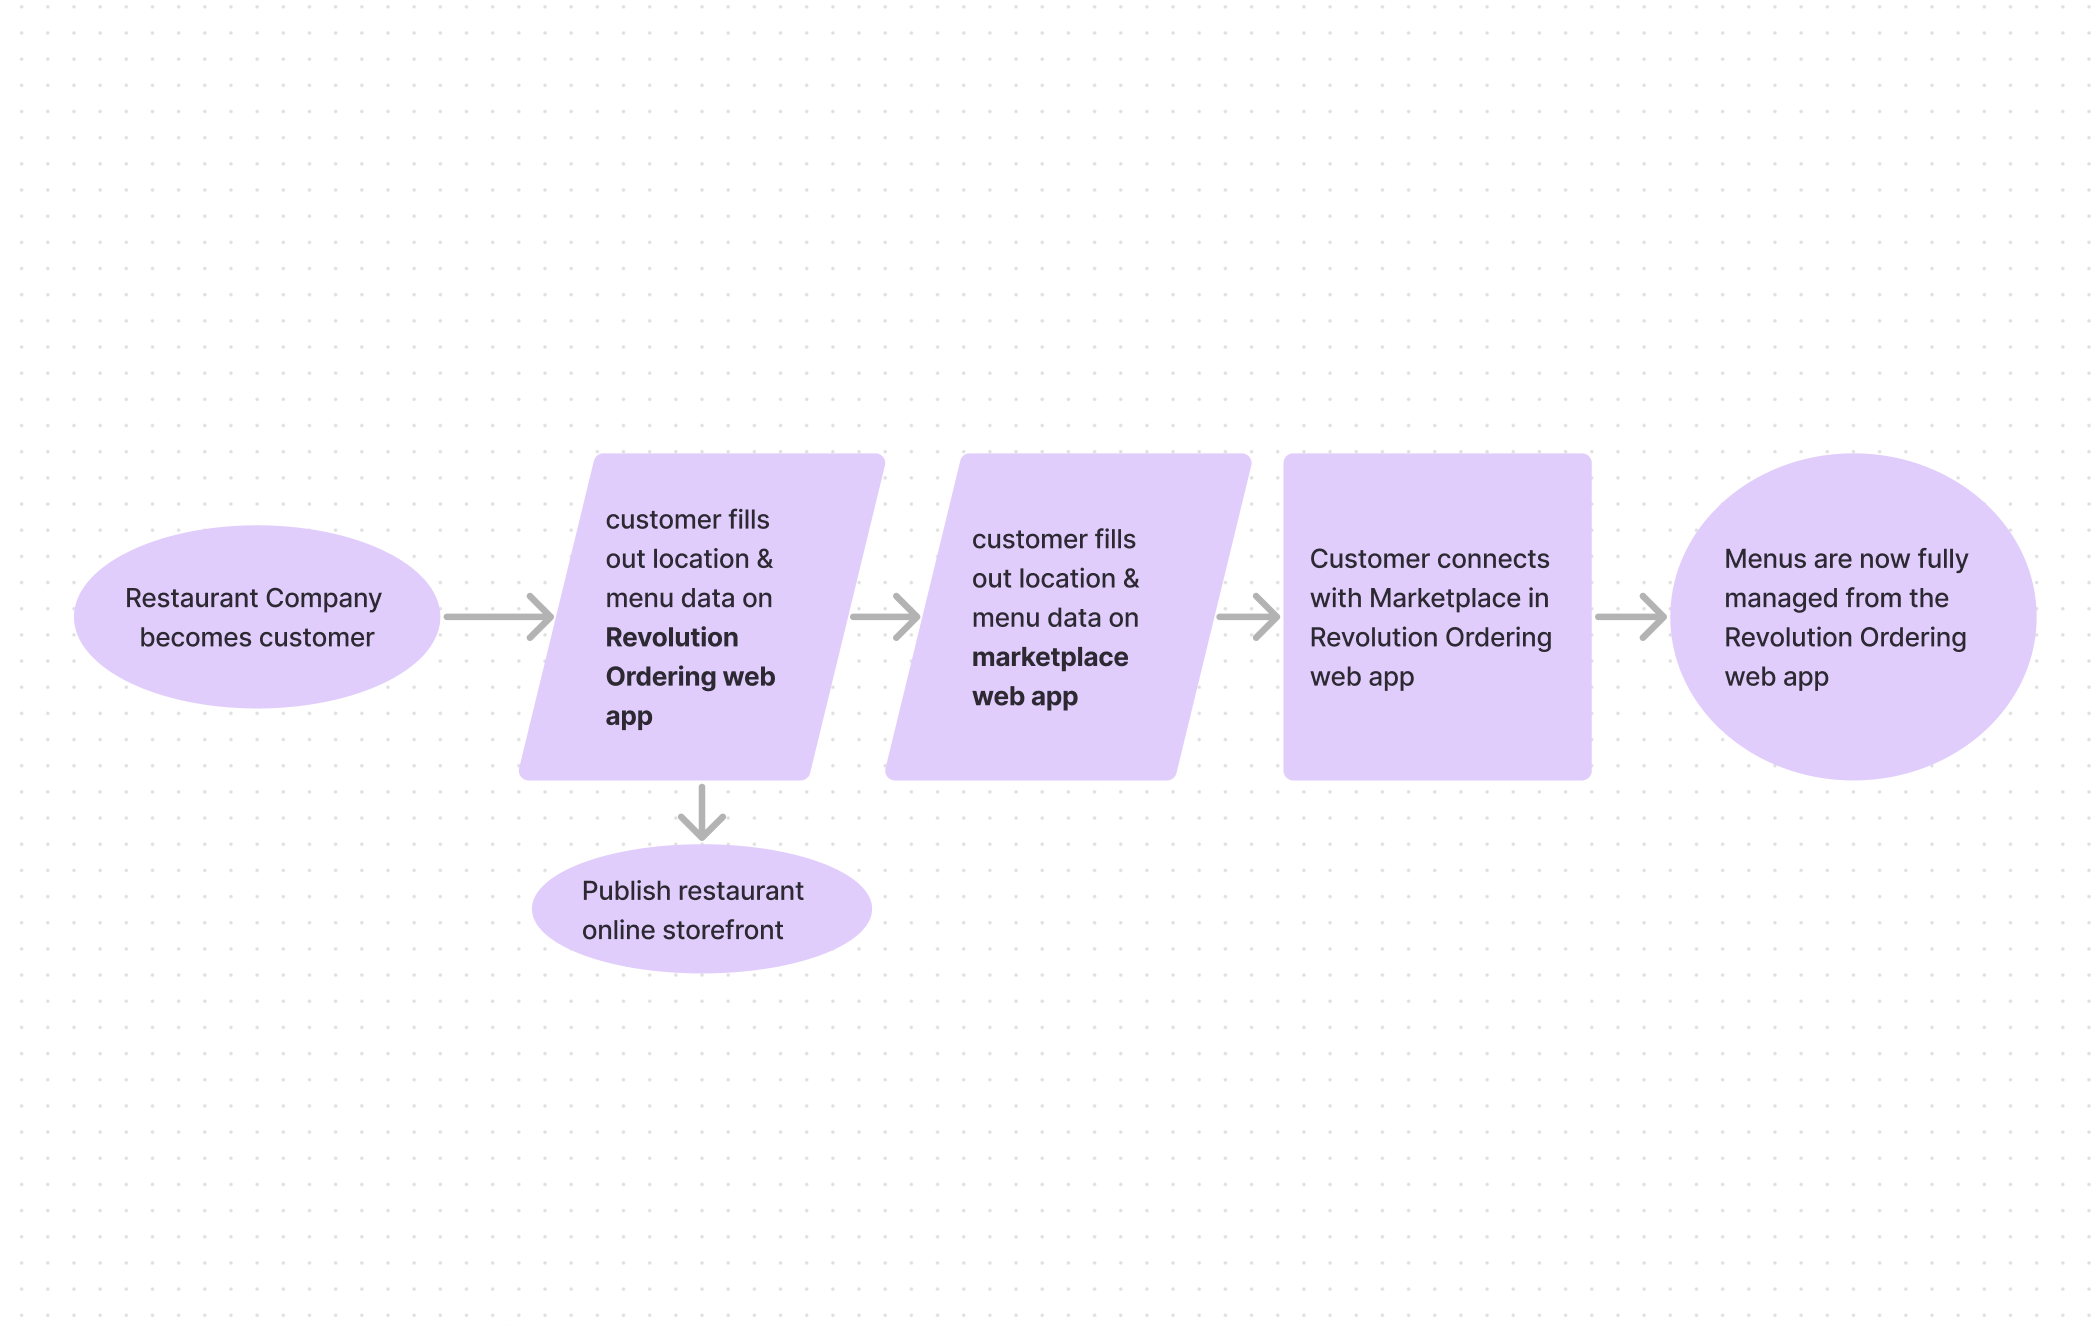 Restaurant Company
becomes customer
customer fills
out location &
menu data on
Revolution
Ordering web
app
customer fills
out location &
menu data on
marketplace
web app
Customer connects
with Marketplace in
Revolution Ordering
web app
Menus are now fully
managed from the
Revolution Ordering
web app
Publish restaurant
online storefront